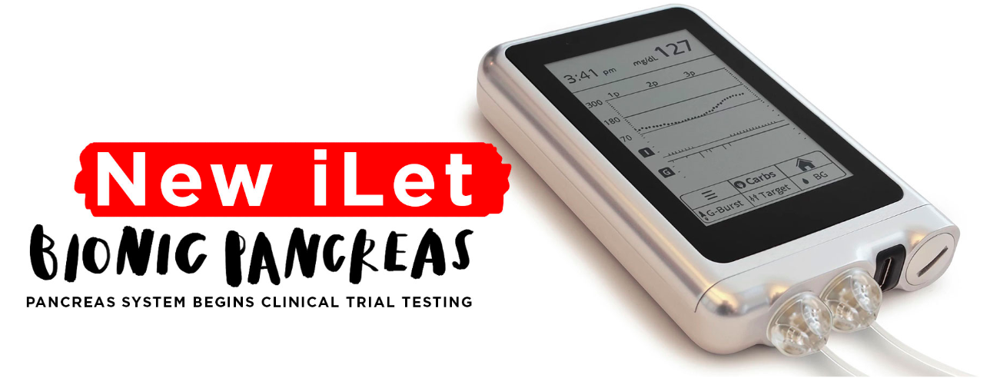 New iLet
BIONIC PANCREAS
PANCREAS SYSTEM BEGINS CLINICAL TRIAL TESTING
3:41 pm mg/dL 127
1p 2p 3p
300
180
70
I
G
Carbs
G-Burst Target BG